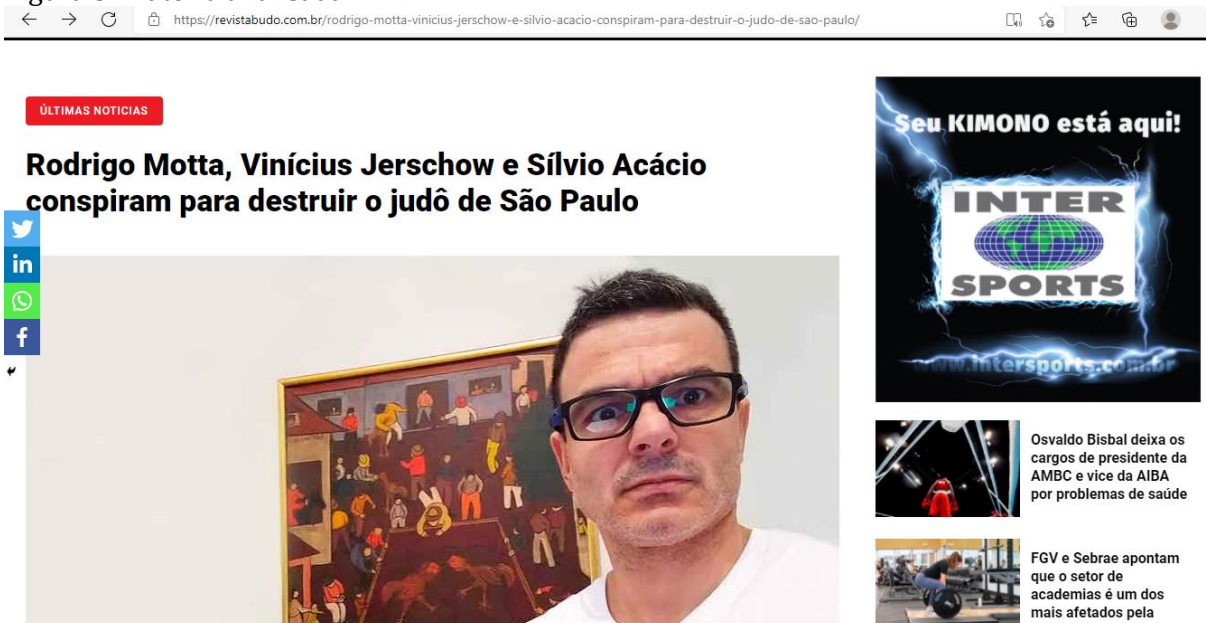 https://revistabudo.com.br/rodrigo-motta-vinicius-jerschow-e-silvio-acacio-conspiram-para-destruir-o-judo-de-sao-paulo/
ÚLTIMAS NOTICIAS
Rodrigo Motta, Vinícius Jerschow e Sílvio Acácio
conspiram para destruir o judô de São Paulo
in
f
Seu KIMONO está aqui!
INTER
SPORTS
www.intersports.com.br
Osvaldo Bisbal deixa os
cargos de presidente da
AMBC e vice da AIBA
por problemas de saúde
FGV e Sebrae apontam
que o setor de
academias é um dos
mais afetados pela